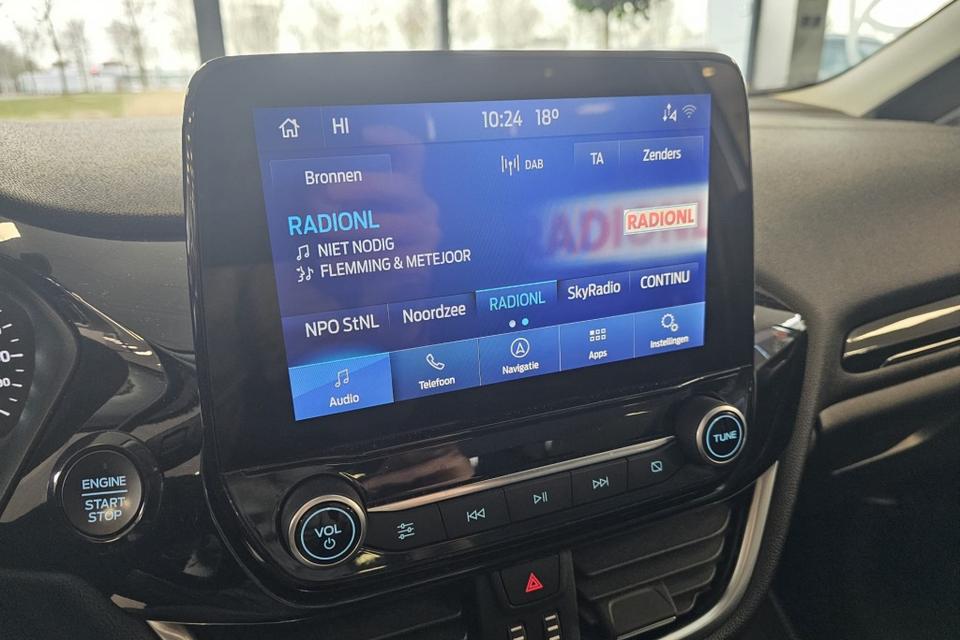 HI
10:24 18°
Bronnen
DAB
TA
Zenders
RADIONL
NIET NODIG
FLEMMING & METEJOOR
RADIONL
NPO StNL
Noordzee
RADIONL
SkyRadio
CONTINU
Audio
Telefoon
Navigatie
Apps
Instellingen
ENGINE
START
STOP
VOL
TUNE